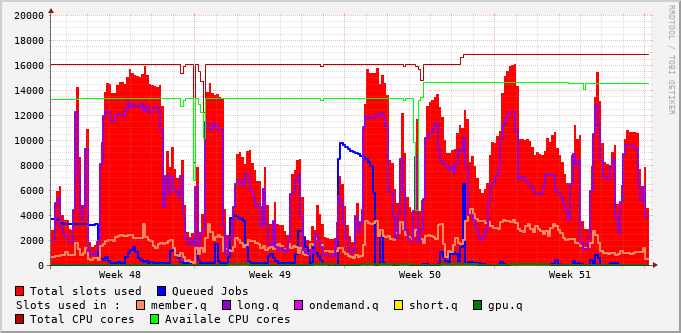 20000
18000
16000
14000
12000
10000
8000
6000
4000
2000
0
Week 48 Week 49 Week 50 Week 51
RRDTOOL / TOBI OETIKER
Total slots used Queued Jobs
Slots used in : member.q long.q ondemand.q short.q gpu.q
Total CPU cores Availale CPU cores